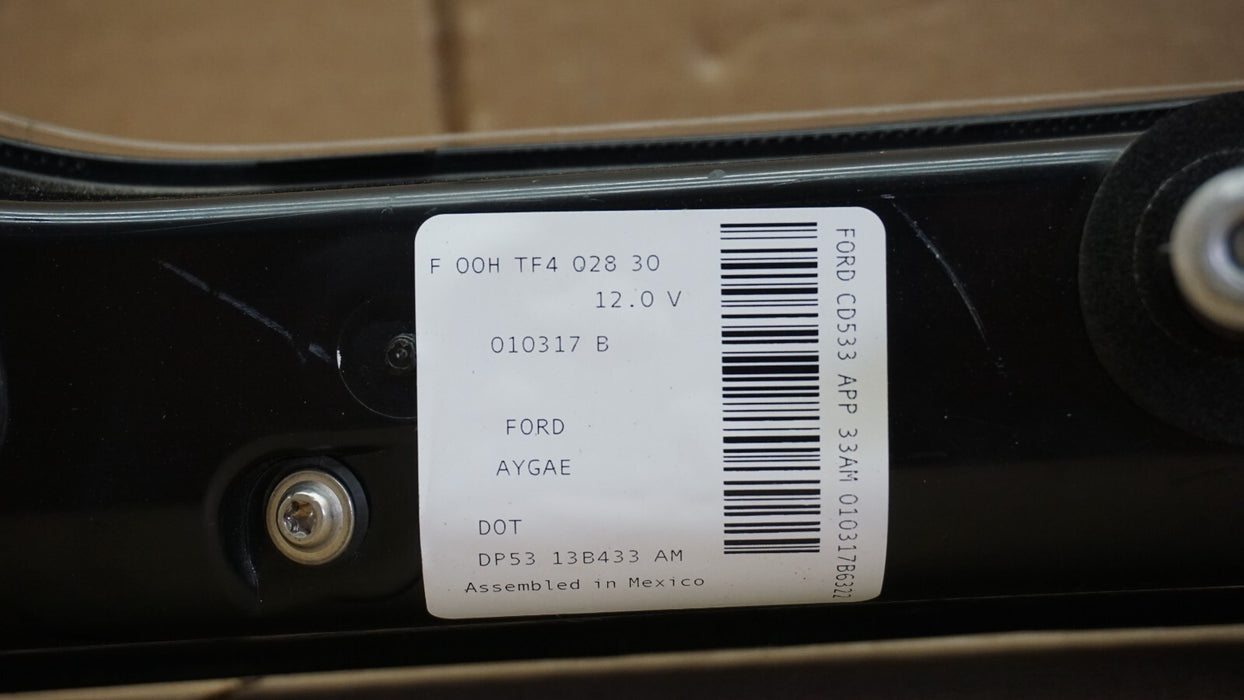 F 00H TF4 028 30
12.0 V
010317 B
FORD
AYGAE
DOT
DP53 13B433 AM
Assembled in Mexico
FORD CD533 APP 33AM 010317B6322